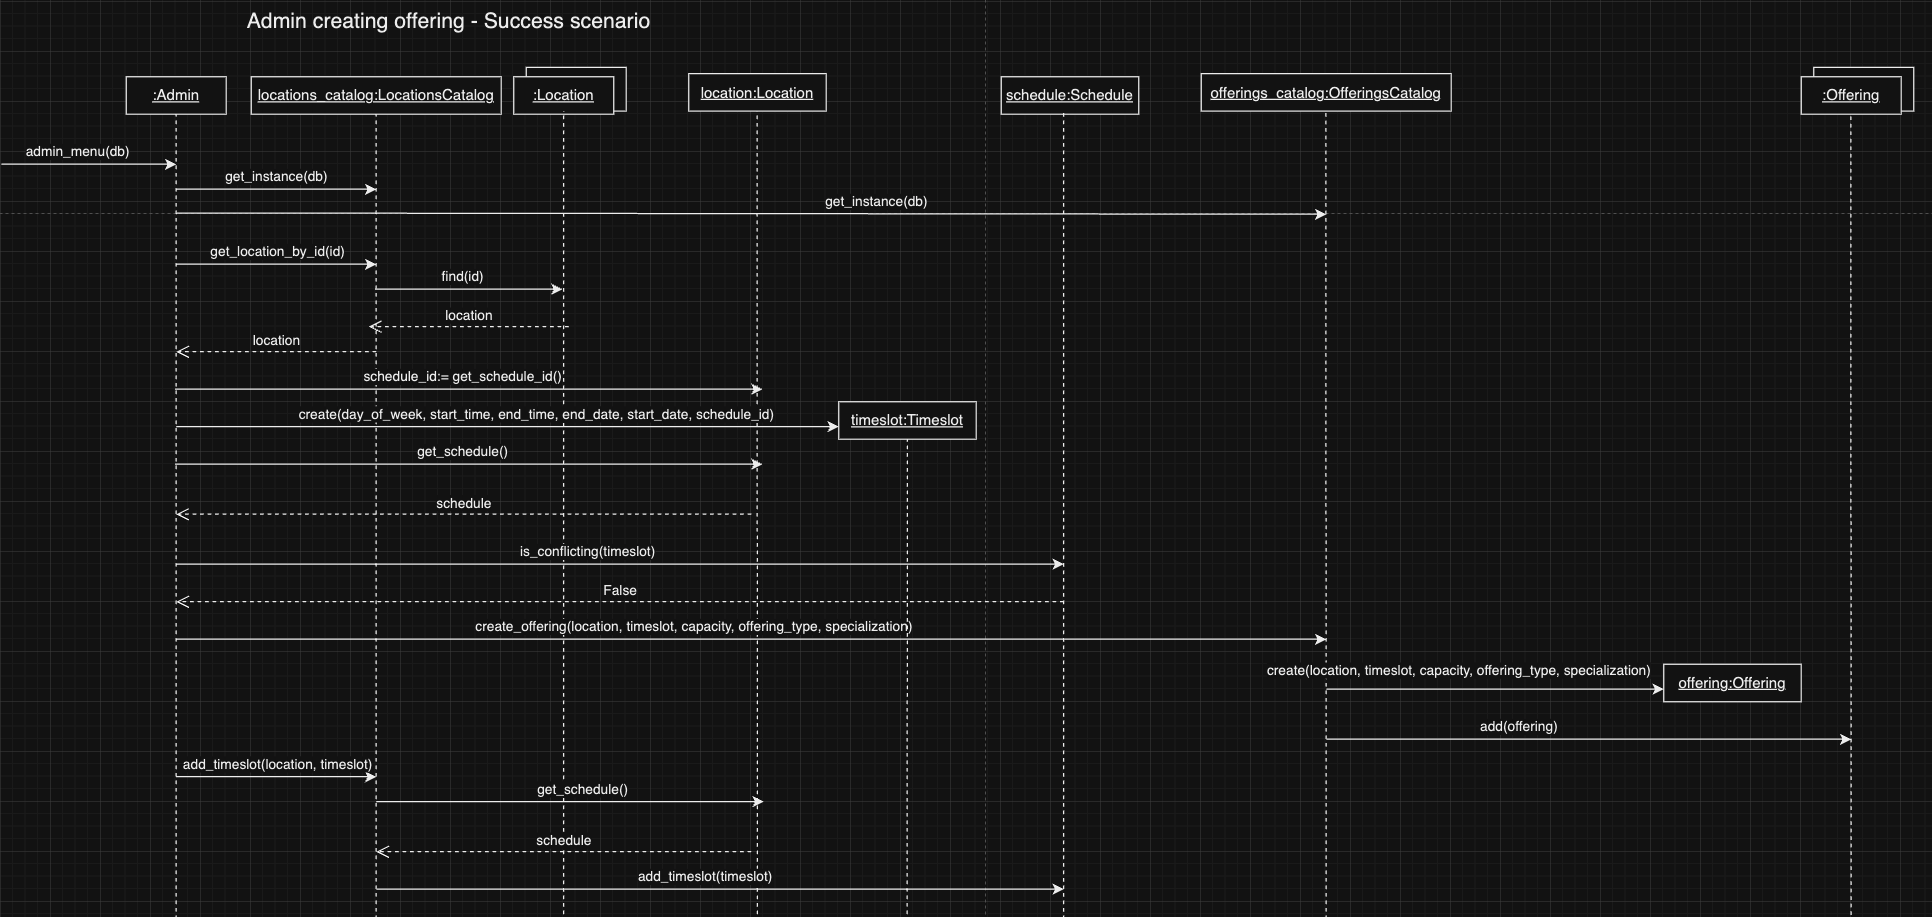 Admin creating offering - Success scenario
:Admin
locations_catalog:LocationsCatalog
:Location
location:Location
schedule:Schedule
offerings_catalog:OfferingsCatalog
:Offering
admin_menu(db)
get_instance(db)
get_instance(db)
get_location_by_id(id)
find(id)
location
location
schedule_id:= get_schedule_id()
create(day_of_week, start_time, end_time, end_date, start_date, schedule_id)
timeslot:Timeslot
get_schedule()
schedule
is_conflicting(timeslot)
False
create_offering(location, timeslot, capacity, offering_type, specialization)
create(location, timeslot, capacity, offering_type, specialization)
offering:Offering
add(offering)
add_timeslot(location, timeslot)
get_schedule()
schedule
add_timeslot(timeslot)